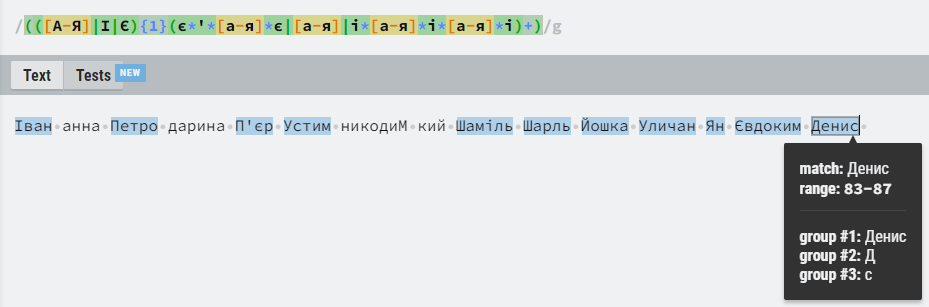 /(([А-Я]|І|Є){1}(є*'*[а-я]*є|[а-я]|і*[а-я]*і*[а-я]*і)+)/g
Text Tests NEW
Іван анна Петро дарина П'єр Устим никодиМ кий Шаміль Шарль Йошка Уличан Ян Євдоким Денис
match: Денис
range: 83–87
group #1: Денис
group #2: Д
group #3: с